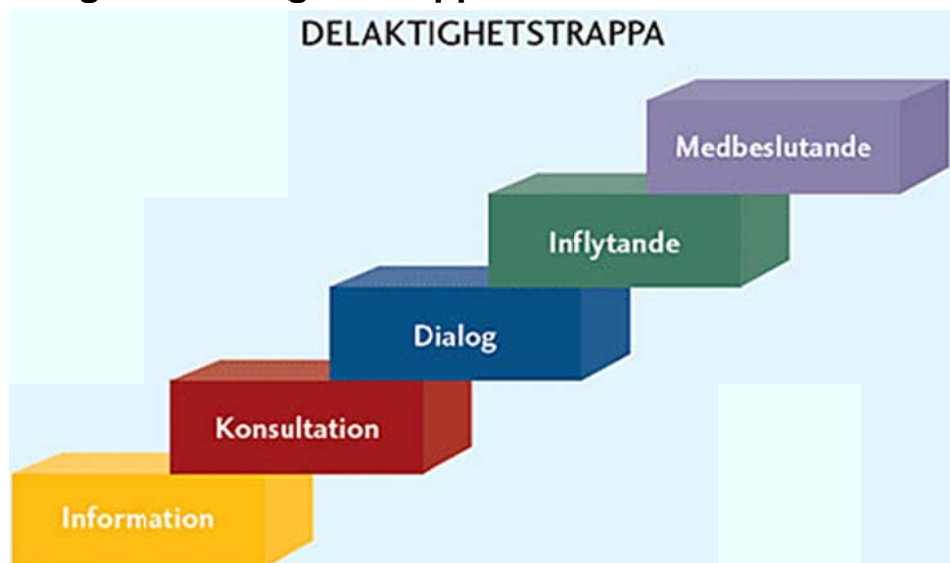 DELAKTIGHETSTRAPPA
Medbeslutande
Inflytande
Dialog
Konsultation
Information